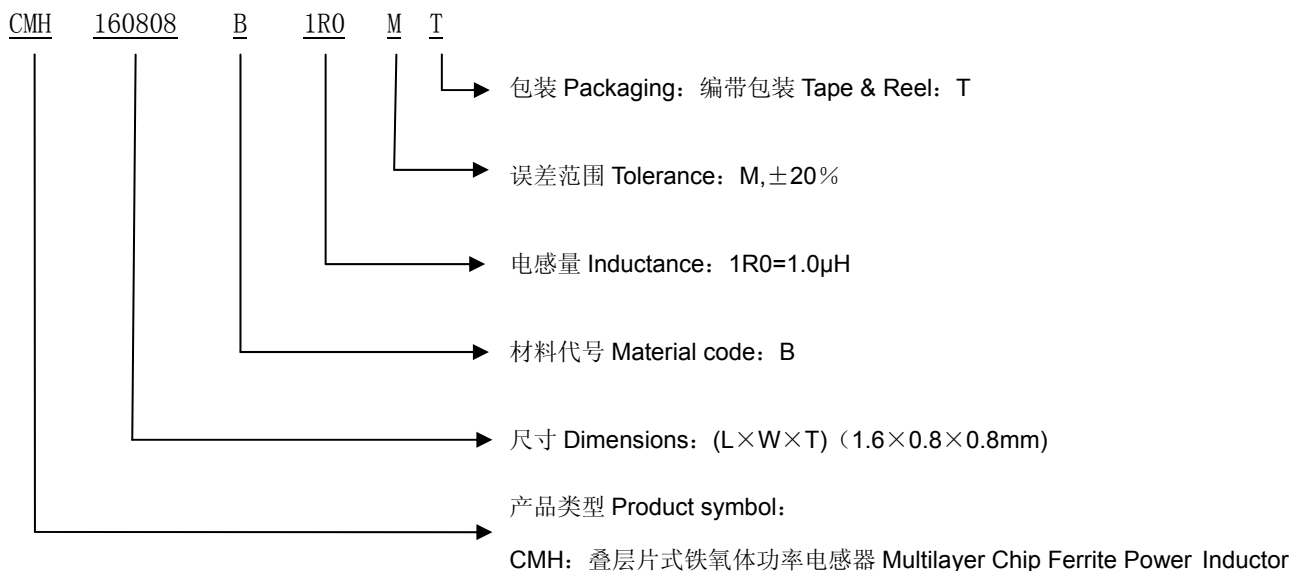 CMH 160808 B 1R0 M T
包装 Packaging：编带包装 Tape & Reel：T
误差范围 Tolerance：M,±20％
电感量 Inductance：1R0=1.0μH
材料代号 Material code：B
尺寸 Dimensions：(L×W×T)（1.6×0.8×0.8mm)
产品类型 Product symbol：
CMH：叠层片式铁氧体功率电感器 Multilayer Chip Ferrite Power Inductor